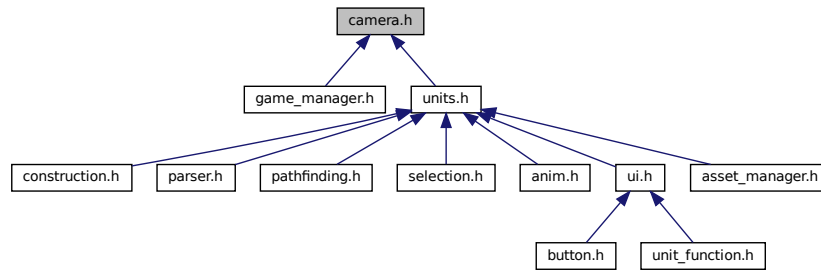 camera.h
game_manager.h
units.h
construction.h
parser.h
pathfinding.h
selection.h
anim.h
ui.h
asset_manager.h
button.h
unit_function.h